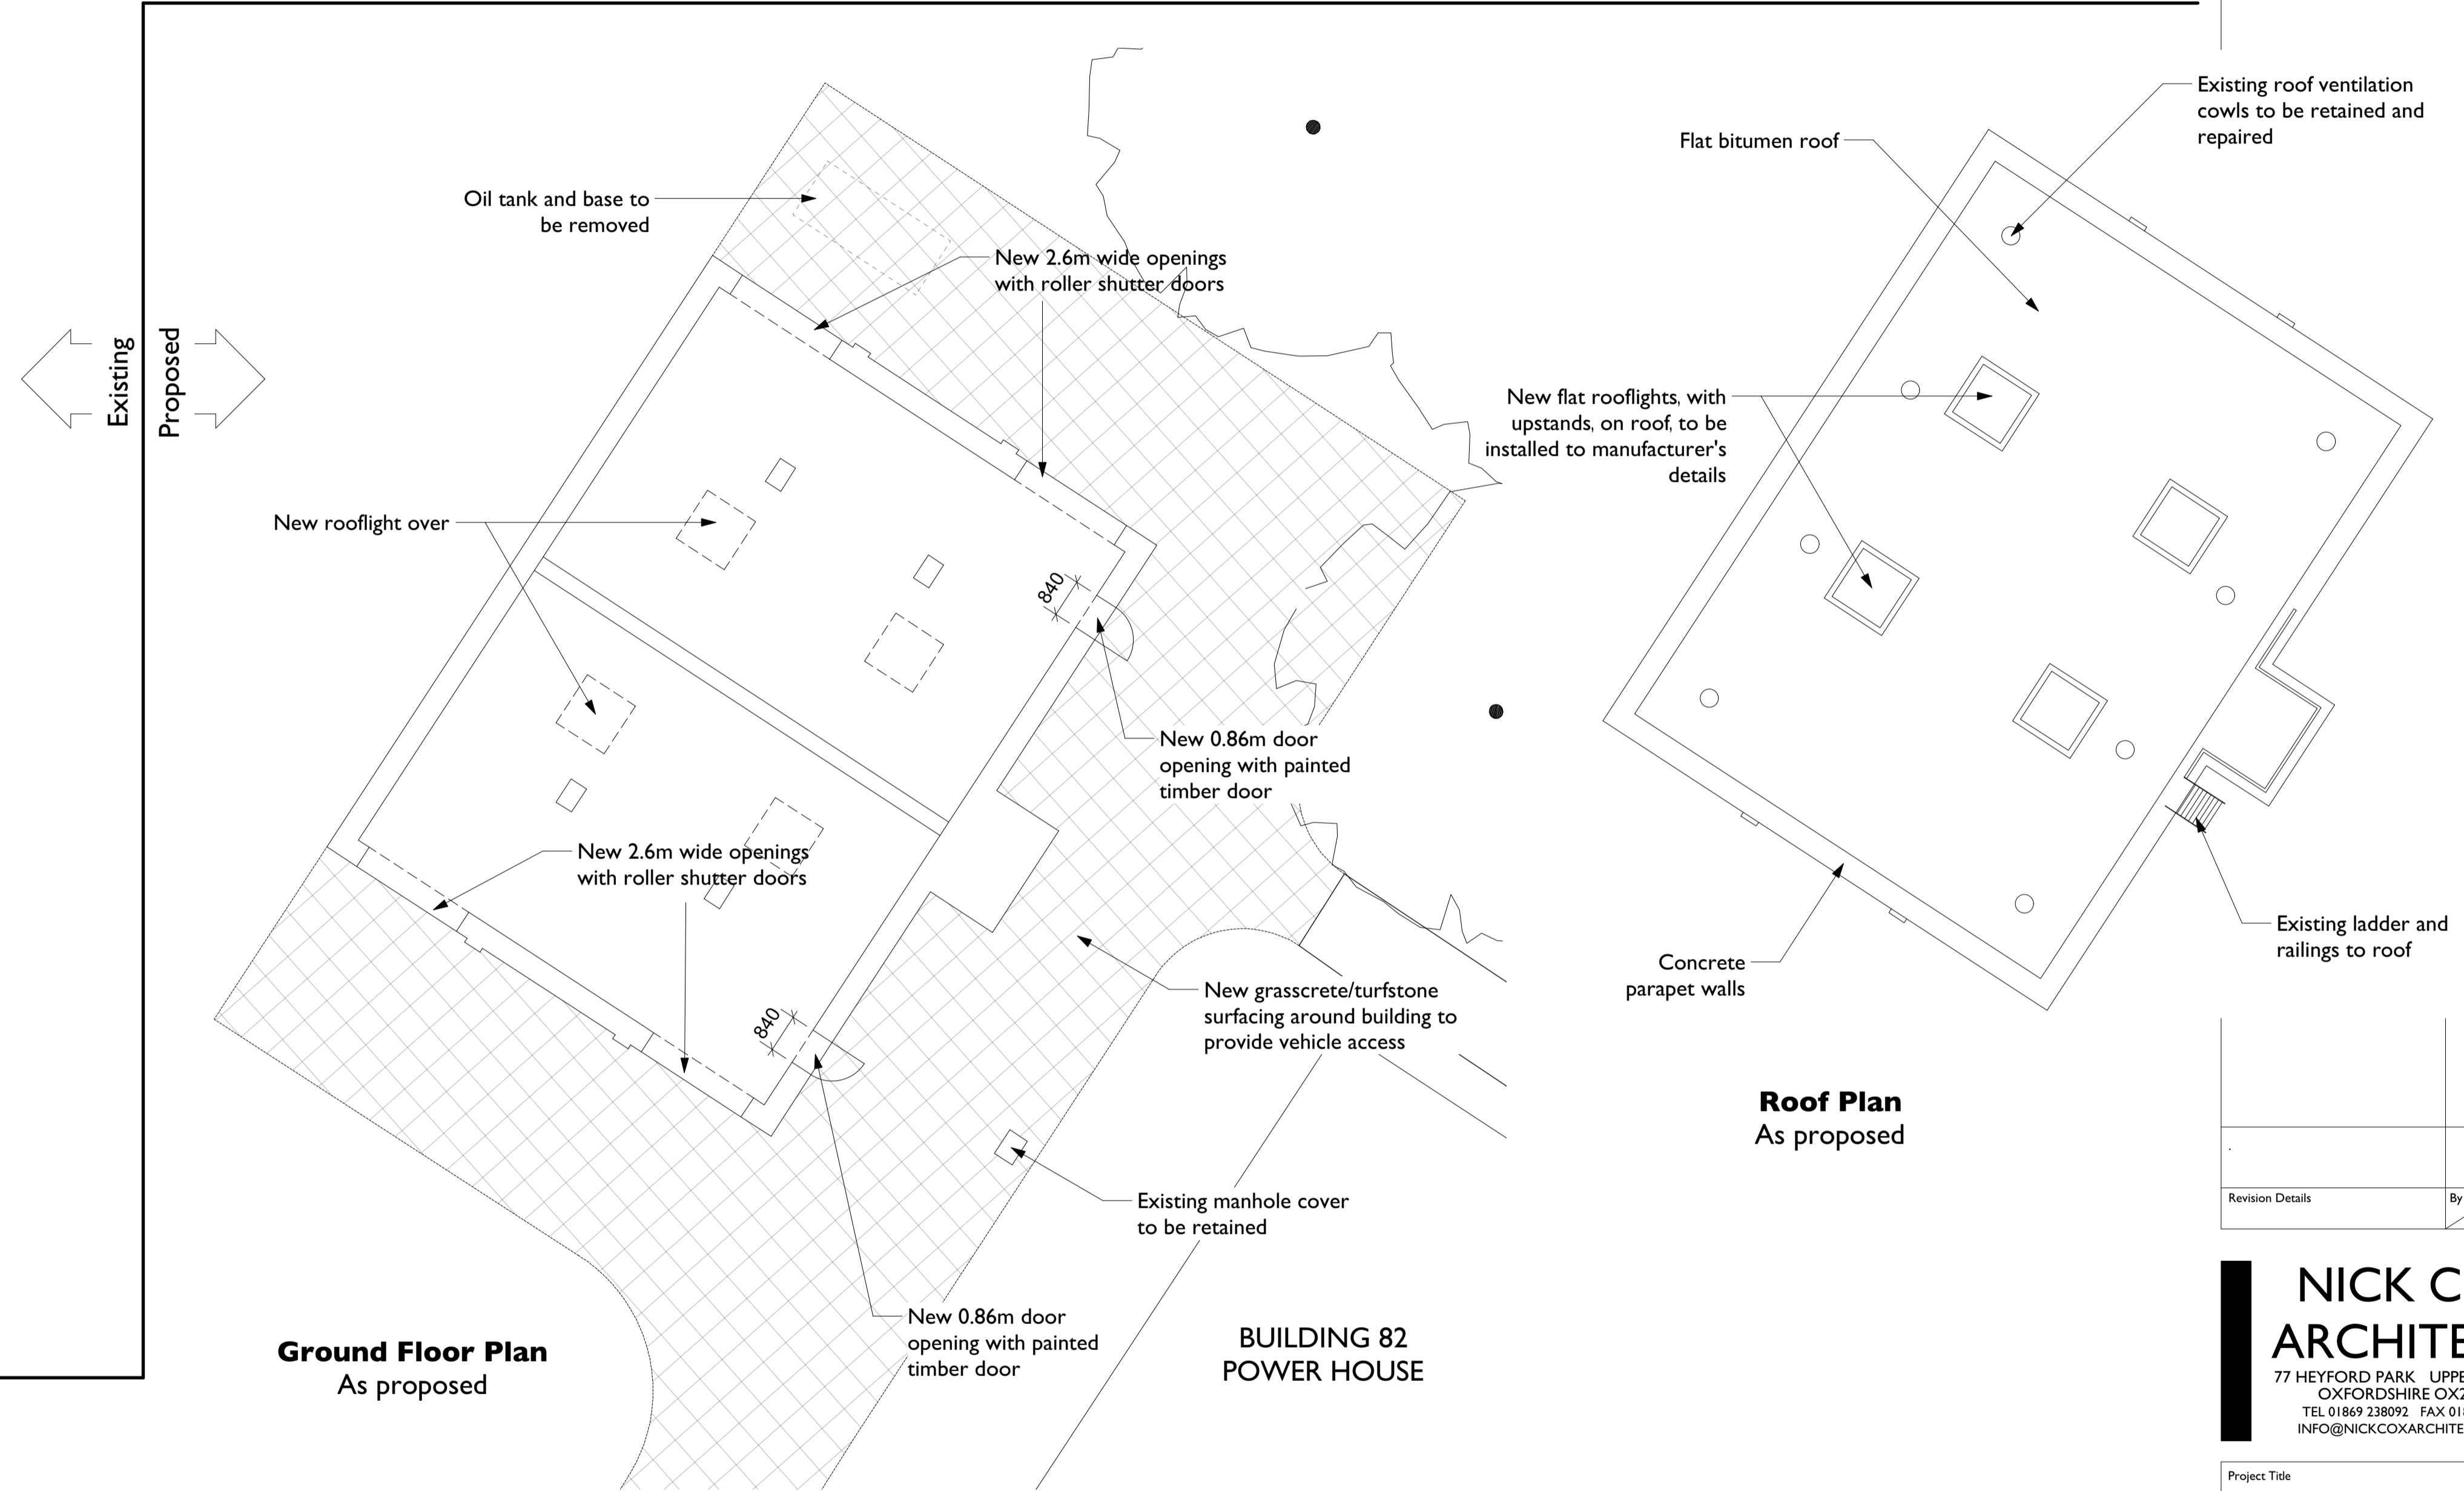 Existing
Proposed
Oil tank and base to
be removed
New 2.6m wide openings
with roller shutter doors
New rooflight over
840
New 0.86m door
opening with painted
timber door
New 2.6m wide openings
with roller shutter doors
840
New grasscrete/turfstone
surfacing around building to
provide vehicle access
Existing manhole cover
to be retained
New 0.86m door
opening with painted
timber door
Ground Floor Plan
As proposed
BUILDING 82
POWER HOUSE
Existing roof ventilation
cowls to be retained and
repaired
Flat bitumen roof
New flat rooflights, with
upstands, on roof, to be
installed to manufacturer's
details
Existing ladder and
railings to roof
Concrete
parapet walls
Roof Plan
As proposed
.
Revision Details
By
NICK C
ARCHITE
77 HEYFORD PARK UPPE
OXFORDSHIRE OX2
TEL 01869 238092 FAX 018
INFO@NICKCOXARCHITE
Project Title